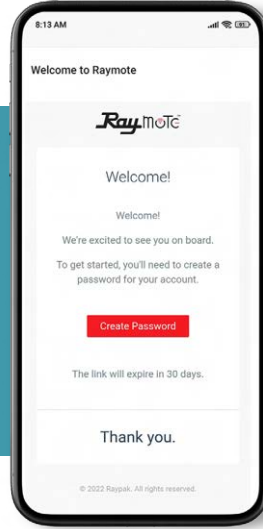 8:13 AM
Welcome to Raymote
Raymote
Welcome!
Welcome!
We're excited to see you on board.
To get started, you'll need to create a
password for your account.
Create Password
The link will expire in 30 days.
Thank you.
© 2022 Raypak. All rights reserved.